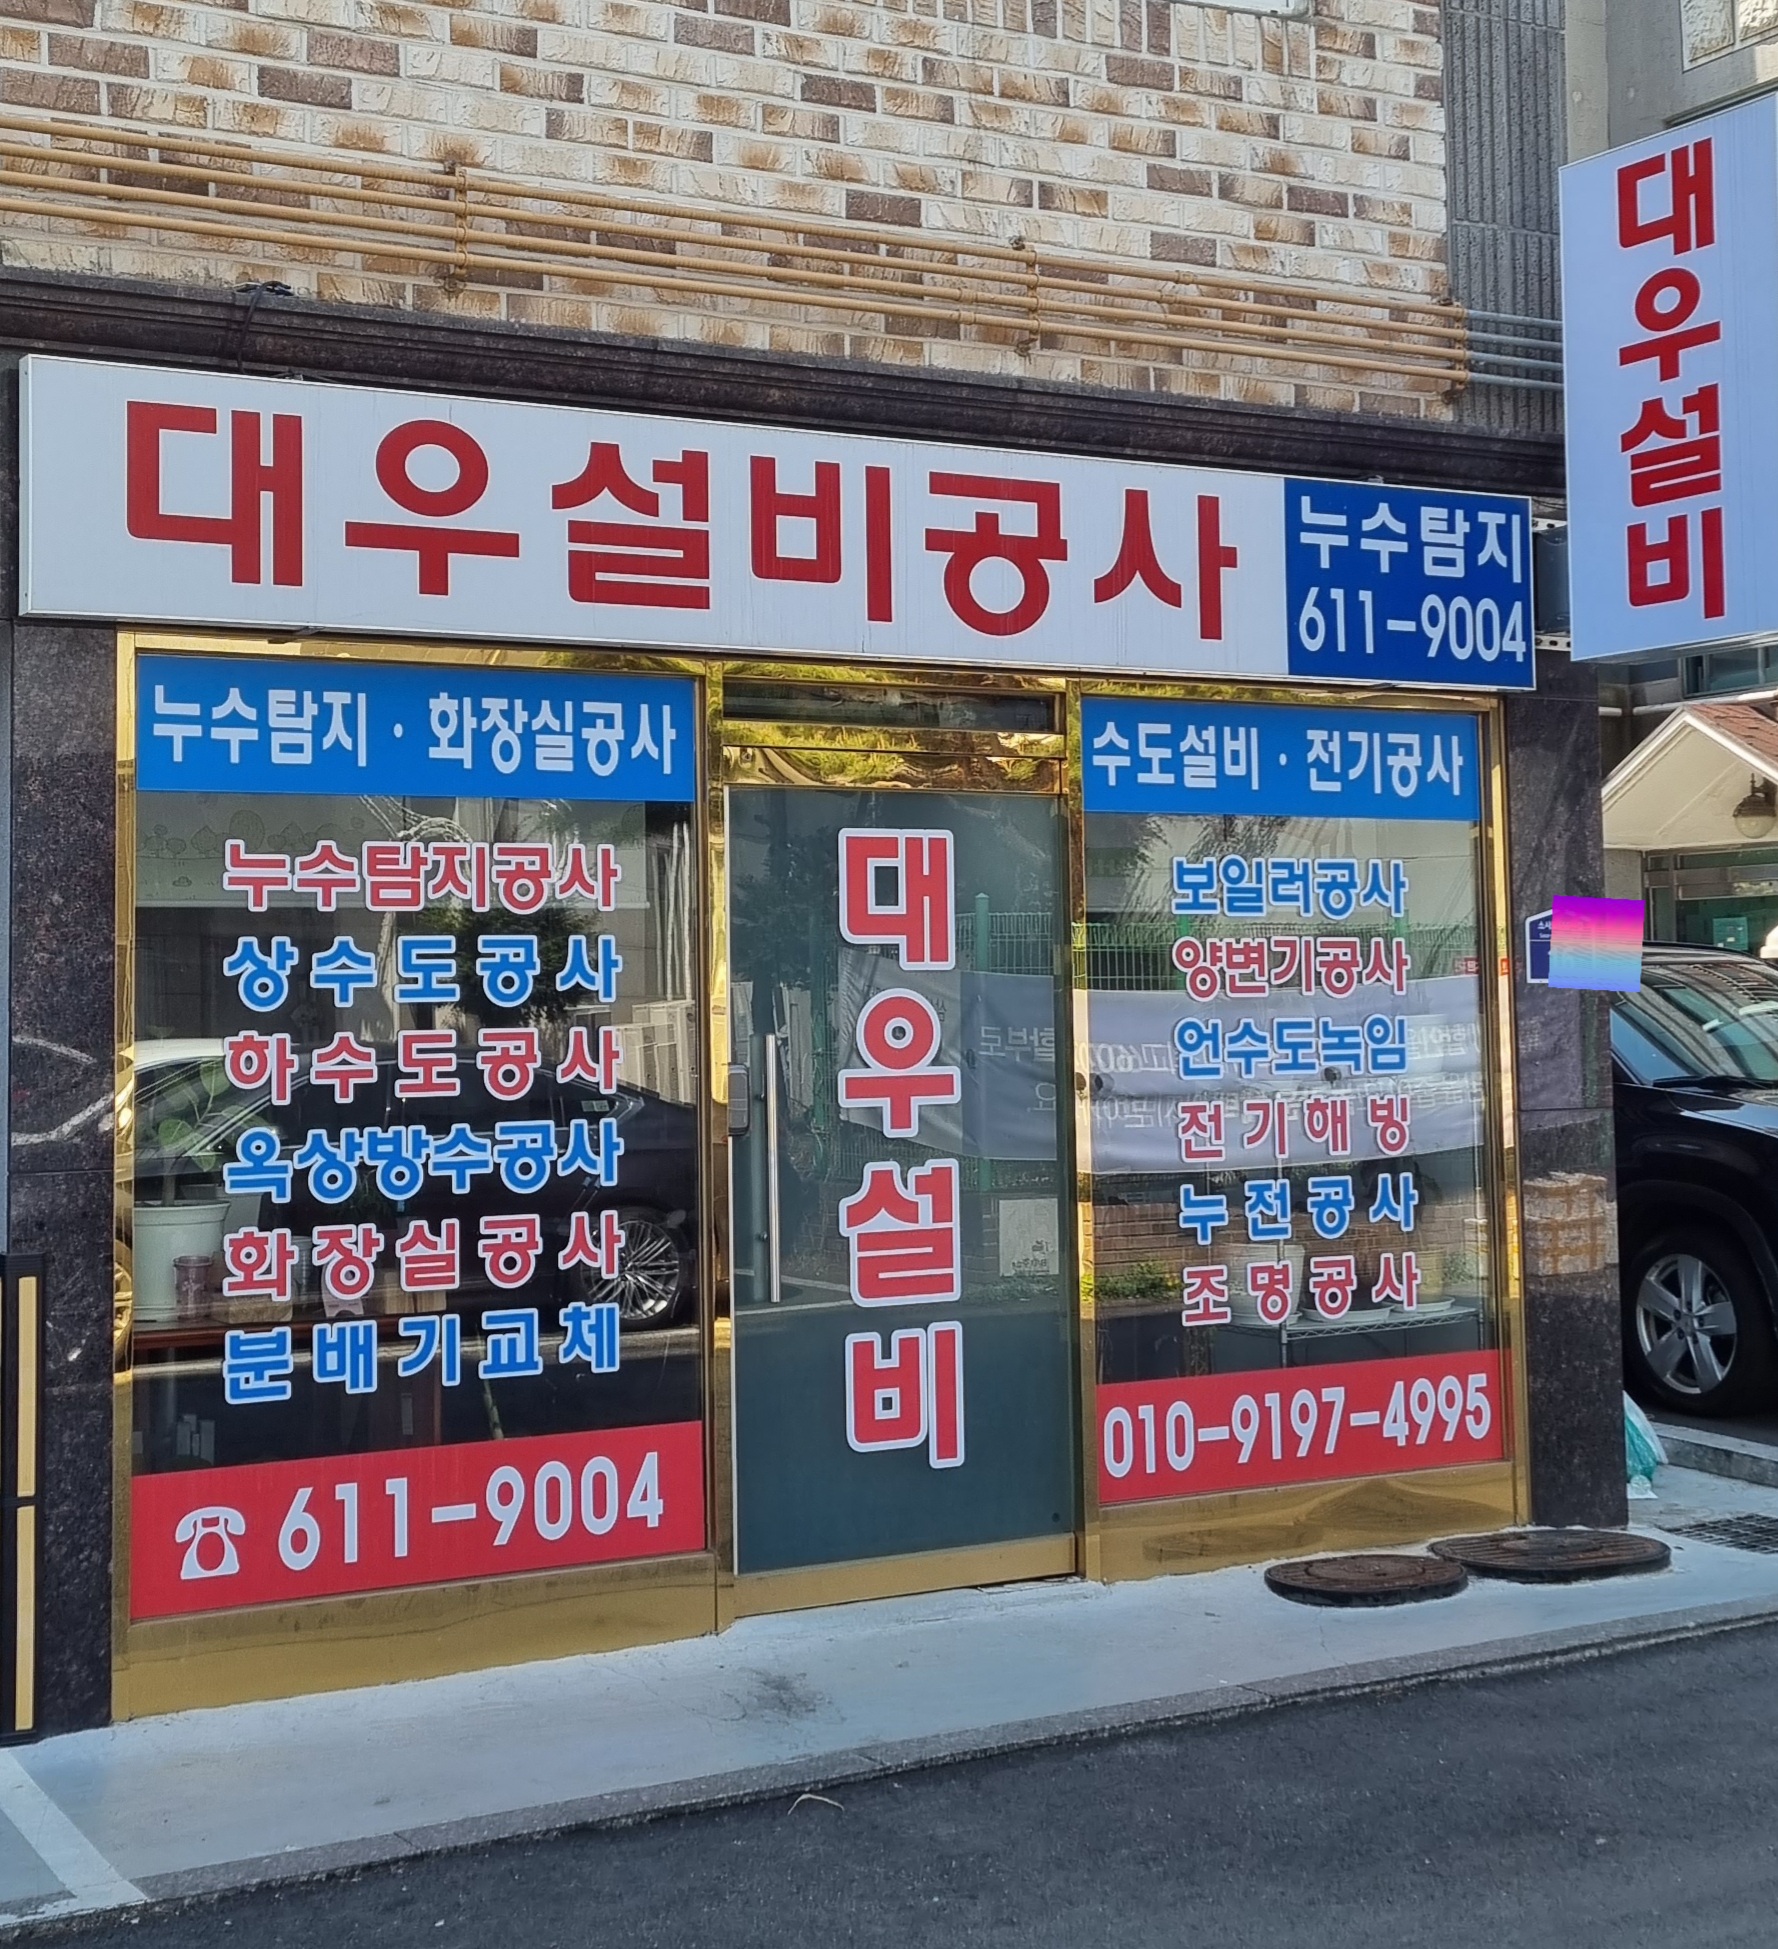 대우설비공사
누수탐지
611-9004
대우설비
누수탐지 · 화장실공사
누수탐지공사
상수도공사
하수도공사
옥상방수공사
화장실공사
분배기교체
☎ 611-9004
대우설비
수도설비 · 전기공사
보일러공사
양변기공사
언수도녹임
전기해빙
누전공사
조명공사
010-9197-4995